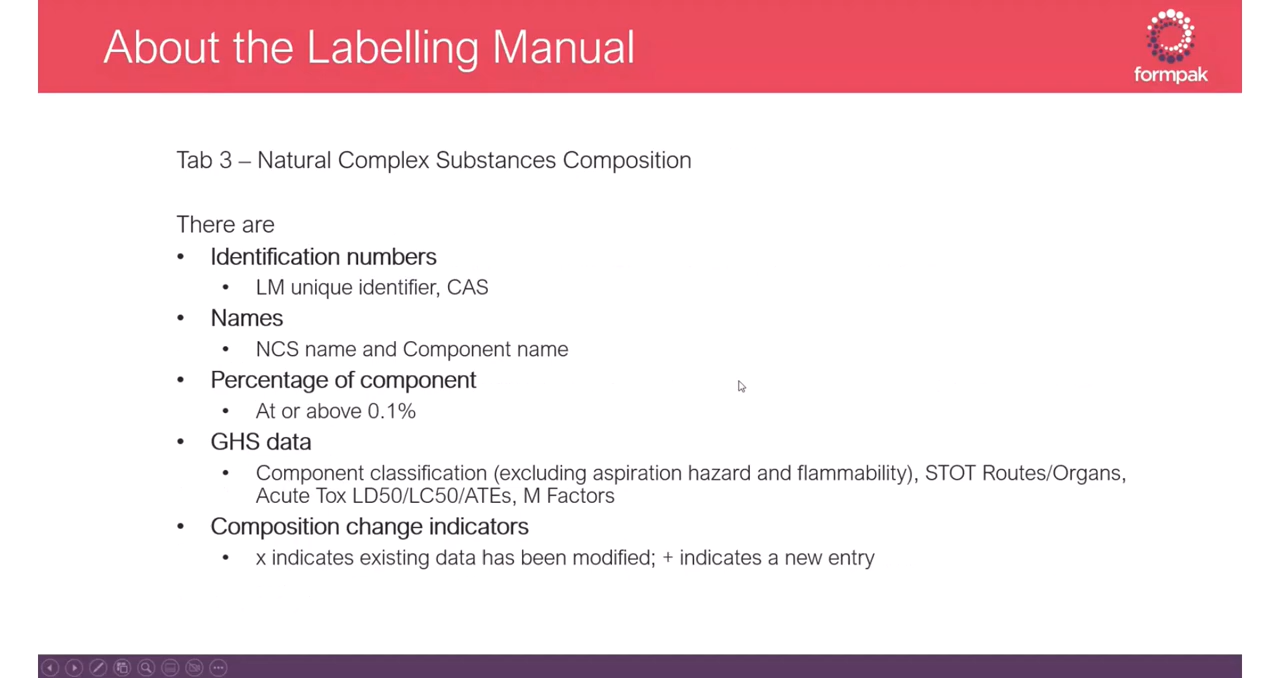 About the Labelling Manual
formpak
Tab 3 – Natural Complex Substances Composition
There are
• Identification numbers
• LM unique identifier, CAS
• Names
• NCS name and Component name
• Percentage of component
• At or above 0.1%
• GHS data
• Component classification (excluding aspiration hazard and flammability), STOT Routes/Organs,
Acute Tox LD50/LC50/ATEs, M Factors
• Composition change indicators
• x indicates existing data has been modified; + indicates a new entry